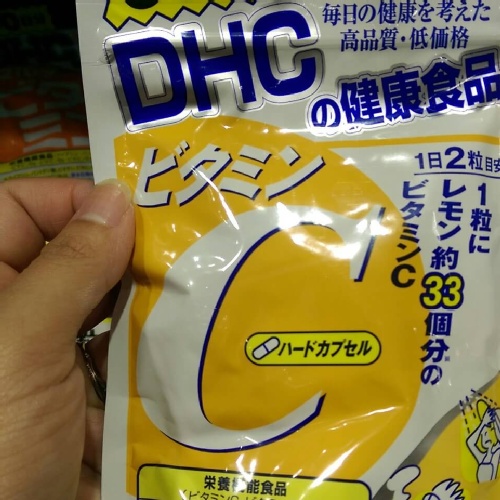 毎日の健康を考えた
高品質・低価格
DHC
の健康食品
ビタミン
C
1日2粒目安
1粒に
レモン約33個分の
ビタミンC
ハードカプセル
栄養機能食品